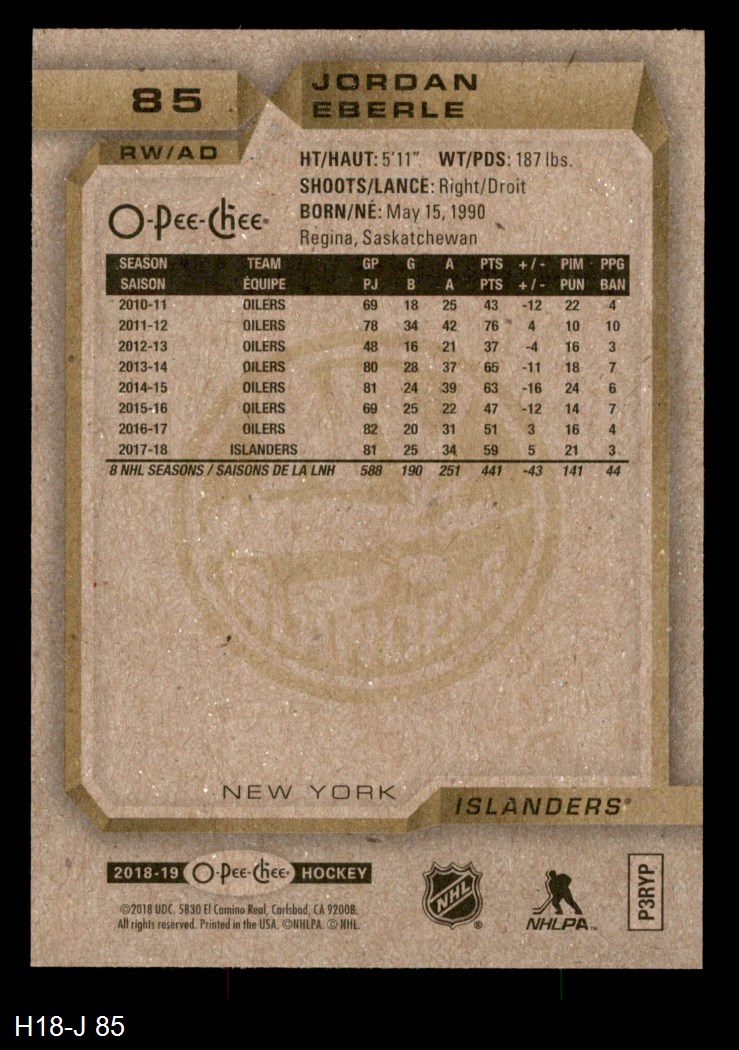 85
JORDAN
EBERLE
RW/AD
HT/HAUT: 5'11" WT/PDS: 187 lbs.
SHOOTS/LANCE: Right/Droit
BORN/NÉ: May 15, 1990
Regina, Saskatchewan
O-Pee-Chee
SEASON TEAM GP G A PTS +/- PIM PPG
SAISON ÉQUIPE PJ B A PTS +/- PUN BAN
2010-11 OILERS 69 18 25 43 -12 22 4
2011-12 OILERS 78 34 42 76 4 10 10
2012-13 OILERS 48 16 21 37 -4 16 3
2013-14 OILERS 80 28 37 65 -11 18 7
2014-15 OILERS 81 24 39 63 -16 24 6
2015-16 OILERS 69 25 22 47 -12 14 7
2016-17 OILERS 82 20 31 51 3 16 4
2017-18 ISLANDERS 81 25 34 59 5 21 3
8 NHL SEASONS / SAISONS DE LA LNH 588 190 251 441 -43 141 44
ISLANDERS
NEW YORK
ISLANDERS®
2018-19 O-Pee-Chee HOCKEY
©2018 UDC. 5830 El Camino Real, Carlsbad, CA 92008.
All rights reserved. Printed in the USA. ©NHLPA. © NHL.
NHL®
NHLPA™
P3RYP
H18-J 85